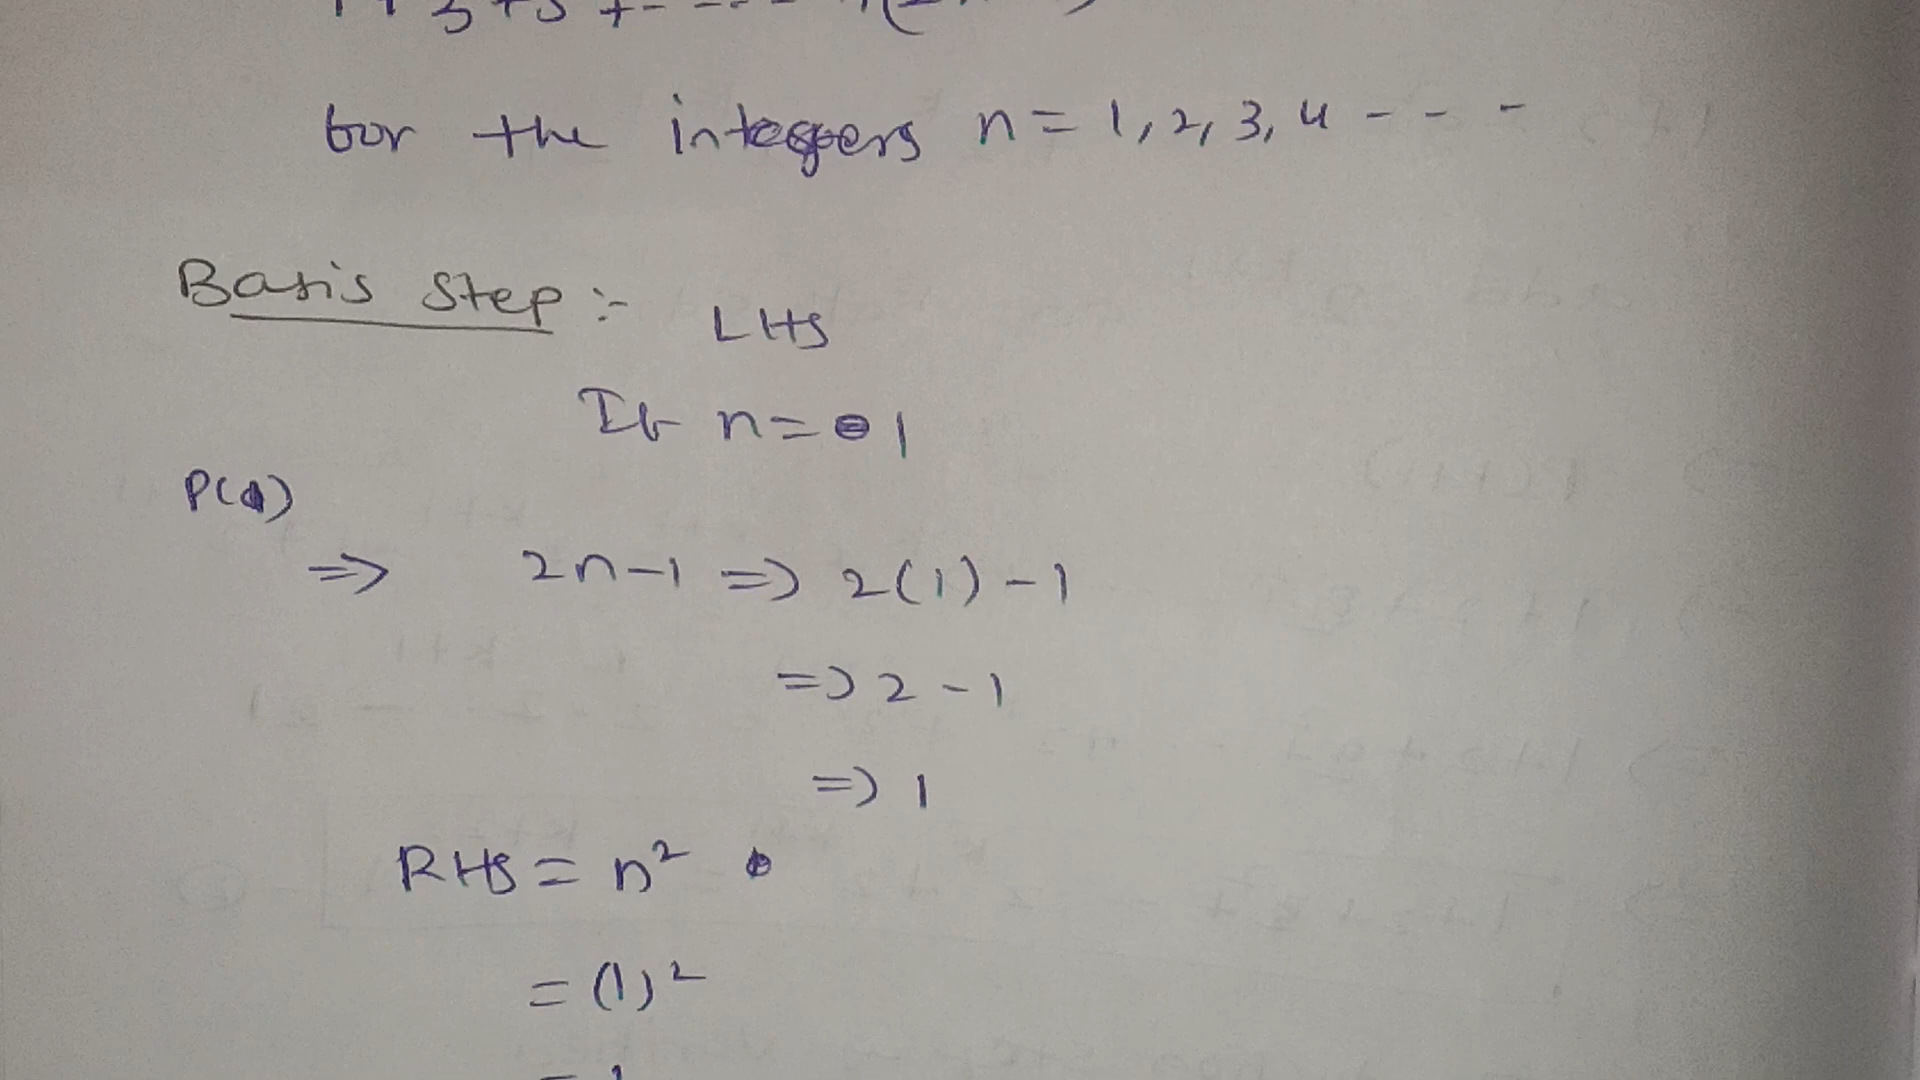 for the integers n = 1, 2, 3, 4 - - -
Basis Step :- LHS
If n = 1
P(1)
=> 2n-1 => 2(1) - 1
=> 2 - 1
=> 1
RHS = n²
= (1)²
= 1